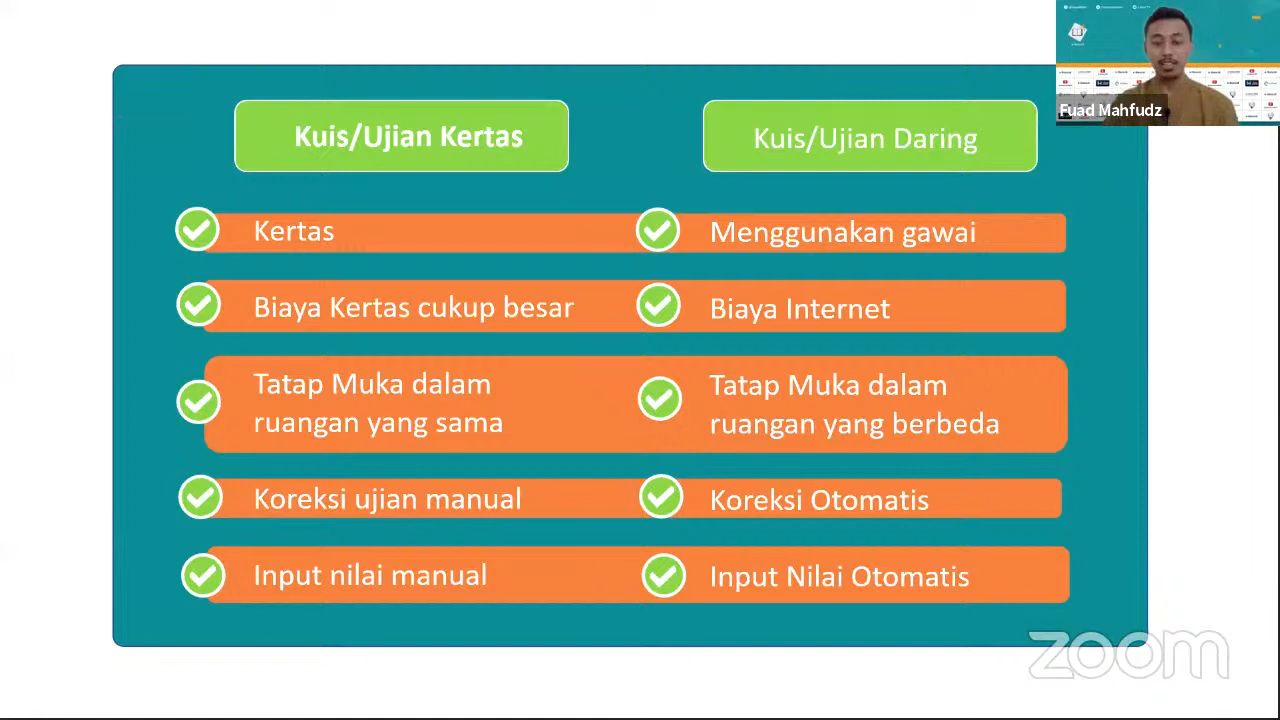 Kuis/Ujian Kertas
Kuis/Ujian Daring
Kertas
Menggunakan gawai
Biaya Kertas cukup besar
Biaya Internet
Tatap Muka dalam
ruangan yang sama
Tatap Muka dalam
ruangan yang berbeda
Koreksi ujian manual
Koreksi Otomatis
Input nilai manual
Input Nilai Otomatis
Fuad Mahfudz
zoom